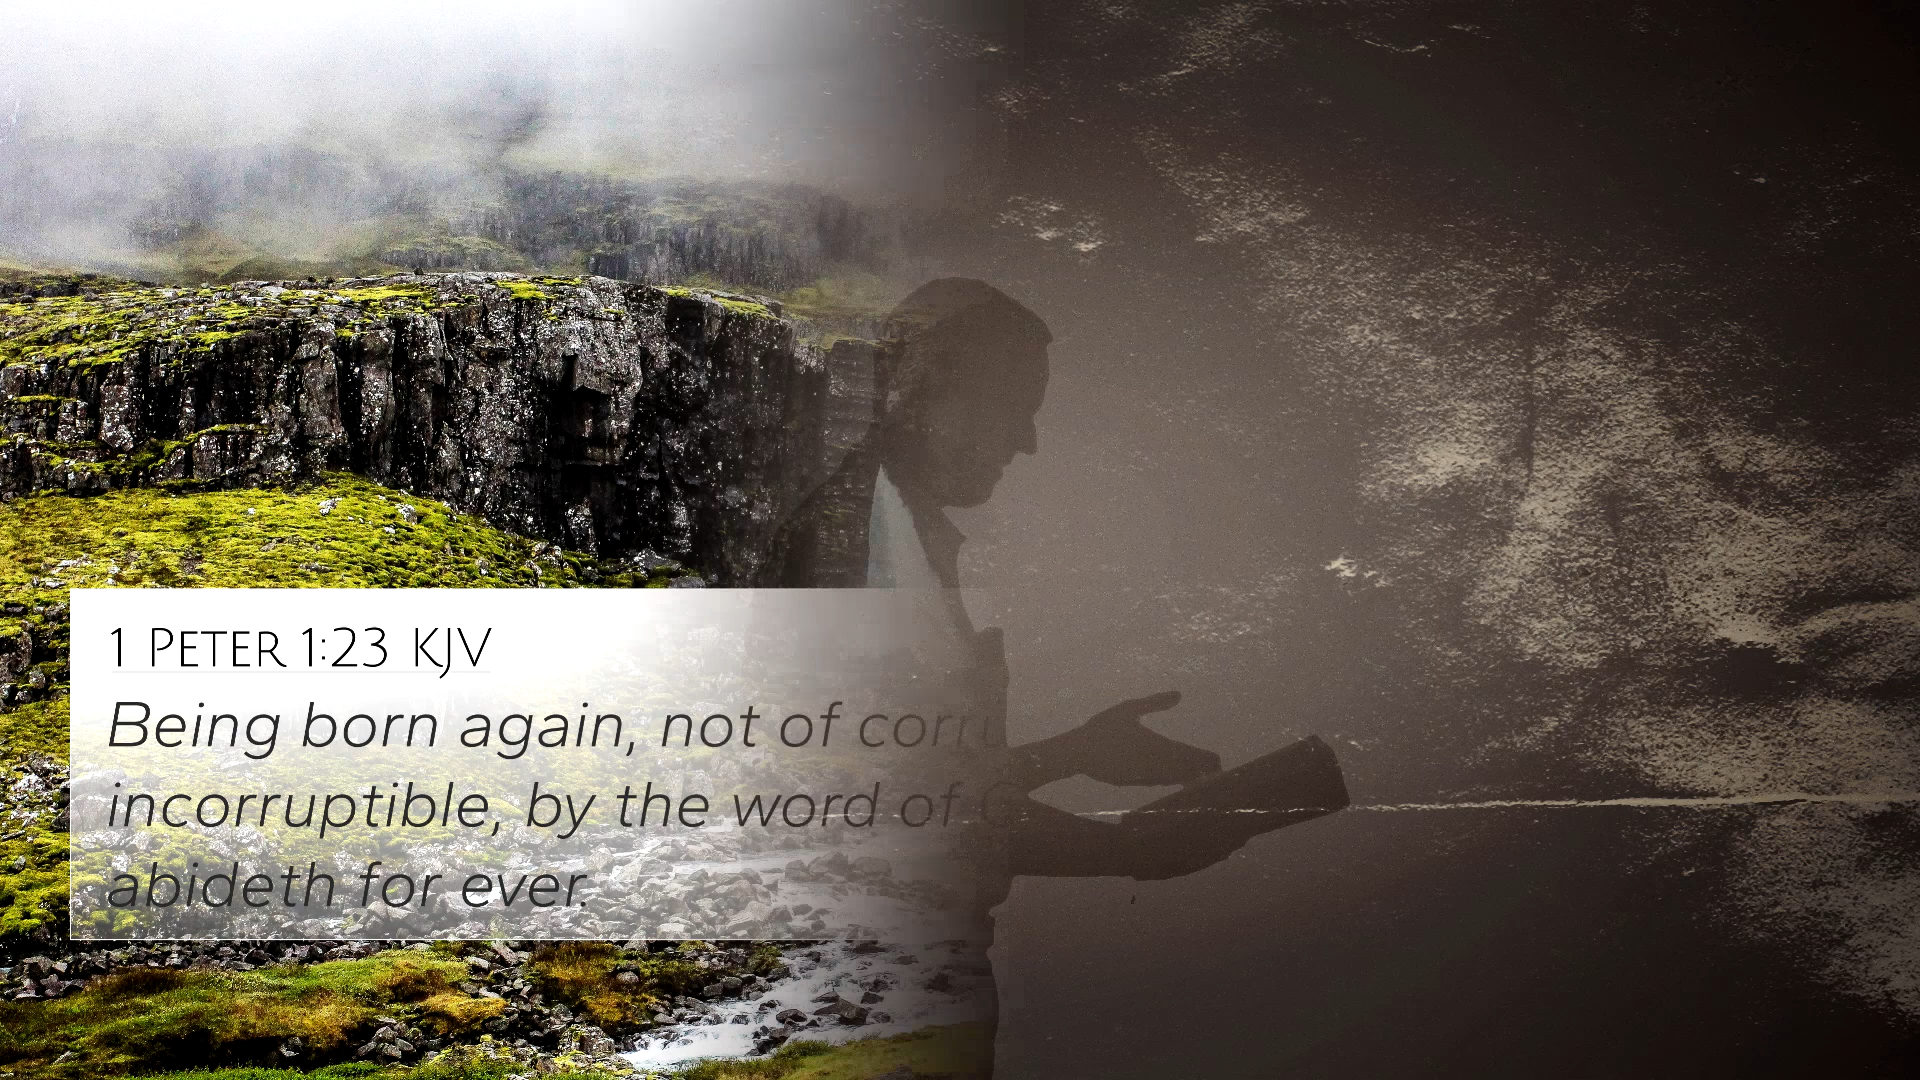 1 Peter 1:23 KJV
Being born again, not of
incorruptible, by the word of
abideth for ever.